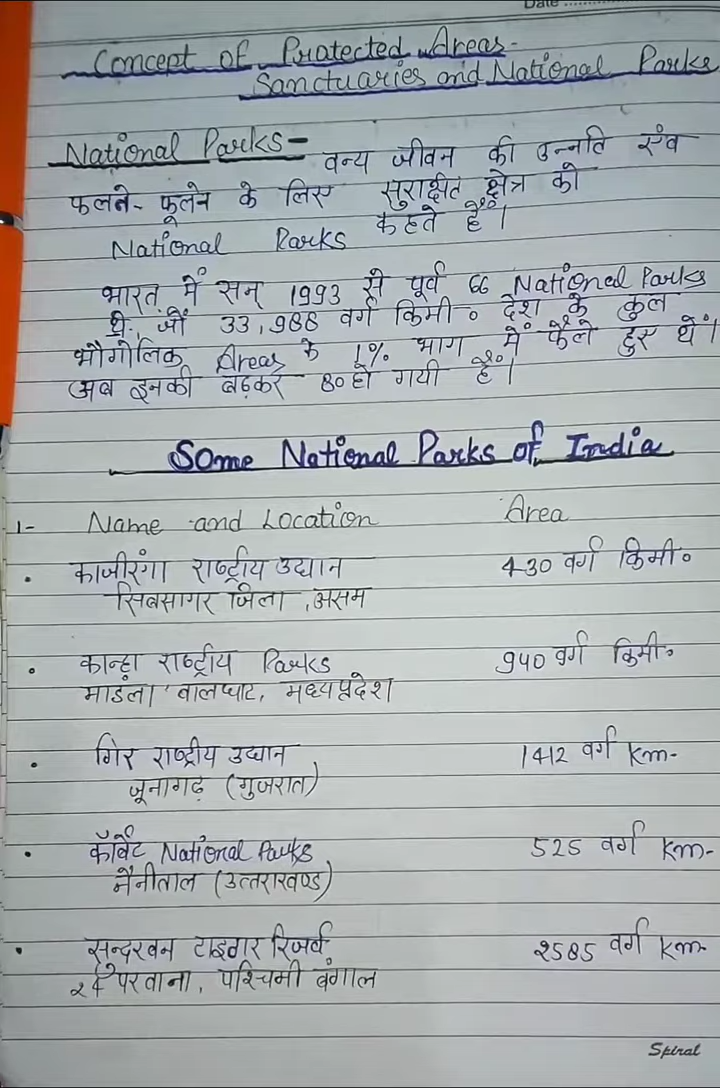 Date
Concept of Protected Areas-
Sanctuaries and National Parks
National Parks- वन्य जीवन की उन्नति एंव
फलने- फूलने के लिए सुरक्षित क्षेत्र को
National Parks कहते हैं।
भारत में सन् 1993 से पूर्व 66 National Parks
थे, जों 33,988 वर्ग किमी० देश के कुल
भौगोलिक Areas के 1% भाग में फैले हुए थें।
अब इनकी बढ़कर 80 हो गयी हैं।
Some National Parks of India
1- Name and Location Area
• काजीरंगा राष्ट्रीय उद्यान 430 वर्ग किमी०
सिबसागर जिला, असम
• कान्हा राष्ट्रीय Parks 940 वर्ग किमी०
माडंला बालघाट, मध्यप्रदेश
• गिर राष्ट्रीय उद्यान 1412 वर्ग Km-
जूनागढ़ (गुजरात)
• कॉर्बेट National Parks 525 वर्ग Km-
नैनीताल (उत्तराखण्ड)
• सुन्दरबन टाइगर रिजर्व 2585 वर्ग Km-
24 परवाना, पश्चिमी बंगाल
Spiral